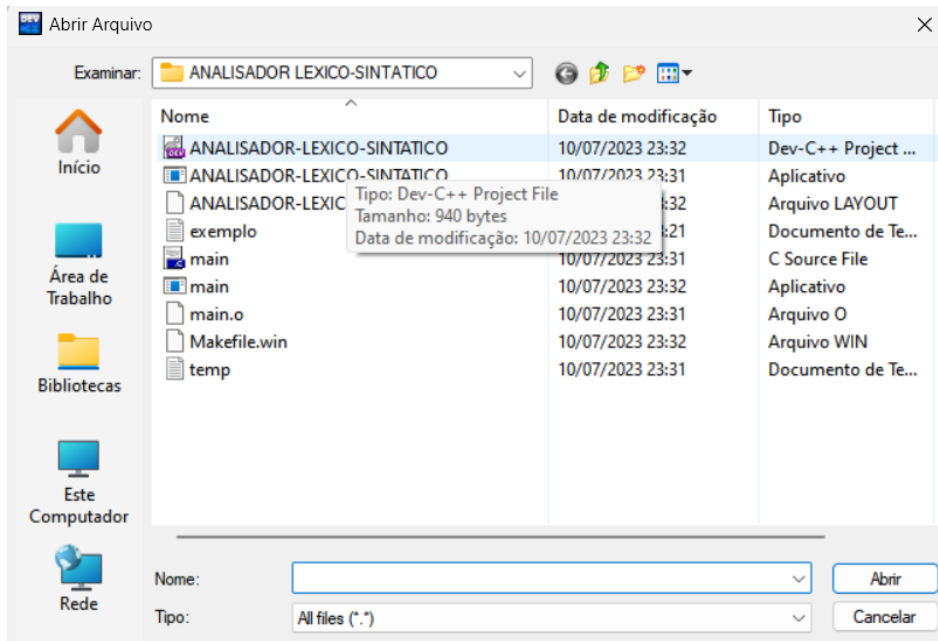 Abrir Arquivo
Examinar: ANALISADOR LEXICO-SINTATICO
Nome Data de modificação Tipo
ANALISADOR-LEXICO-SINTATICO 10/07/2023 23:32 Dev-C++ Project ...
ANALISADOR-LEXICO-SINTATICO 10/07/2023 23:31 Aplicativo
ANALISADOR-LEXIC :32 Arquivo LAYOUT
exemplo :21 Documento de Te...
main 10/07/2023 23:31 C Source File
main 10/07/2023 23:32 Aplicativo
main.o 10/07/2023 23:31 Arquivo O
Makefile.win 10/07/2023 23:32 Arquivo WIN
temp 10/07/2023 23:31 Documento de Te...
Tipo: Dev-C++ Project File
Tamanho: 940 bytes
Data de modificação: 10/07/2023 23:32
Início
Área de
Trabalho
Bibliotecas
Este
Computador
Rede
Nome: Abrir
Tipo: All files (*.*) Cancelar